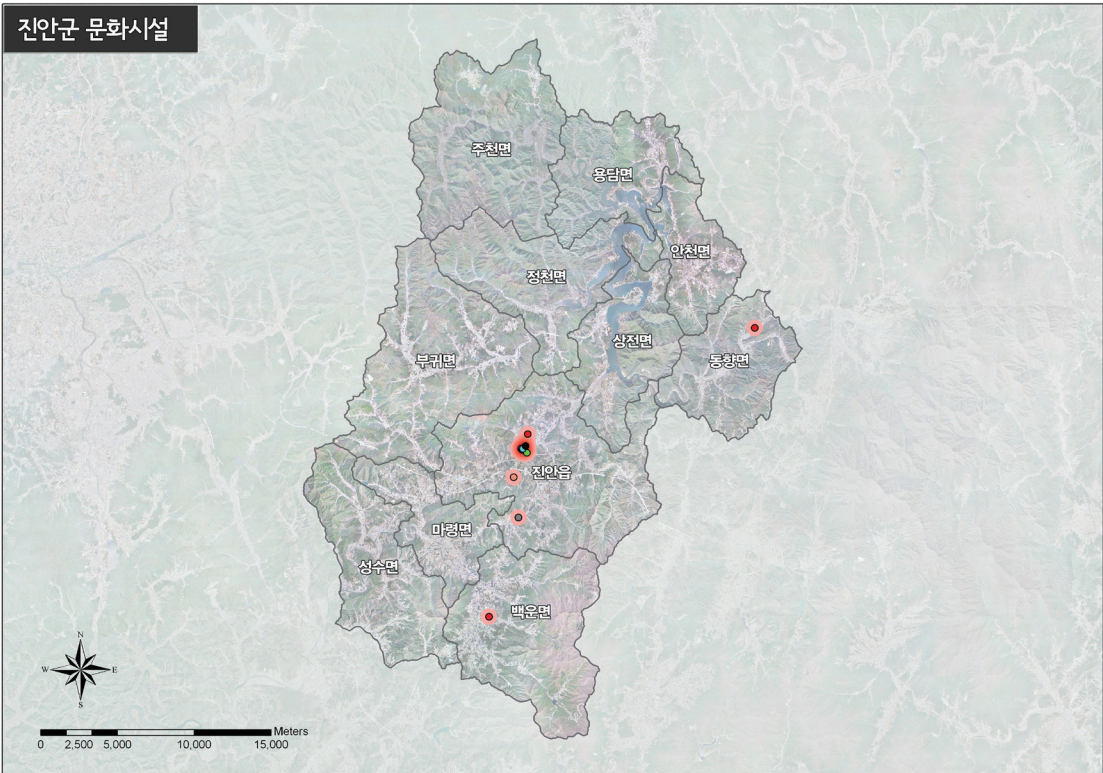 진안군 문화시설
주천면
용담면
안천면
정천면
상전면
부귀면
동향면
진안읍
마령면
성수면
백운면
N
W E
S
Meters
0 2,500 5,000 10,000 15,000